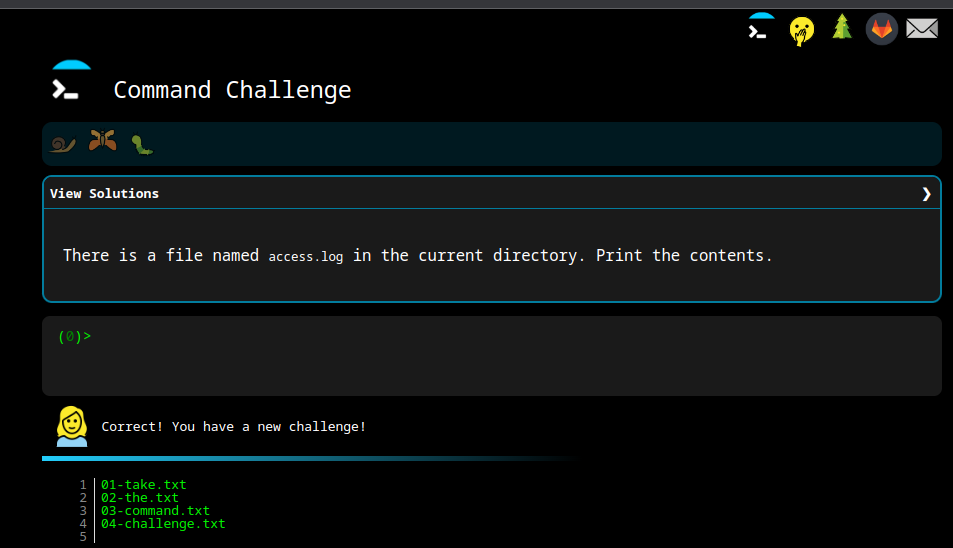 Command Challenge
View Solutions ❯
There is a file named access.log in the current directory. Print the contents.
(0)>
Correct! You have a new challenge!
1 01-take.txt
2 02-the.txt
3 03-command.txt
4 04-challenge.txt
5